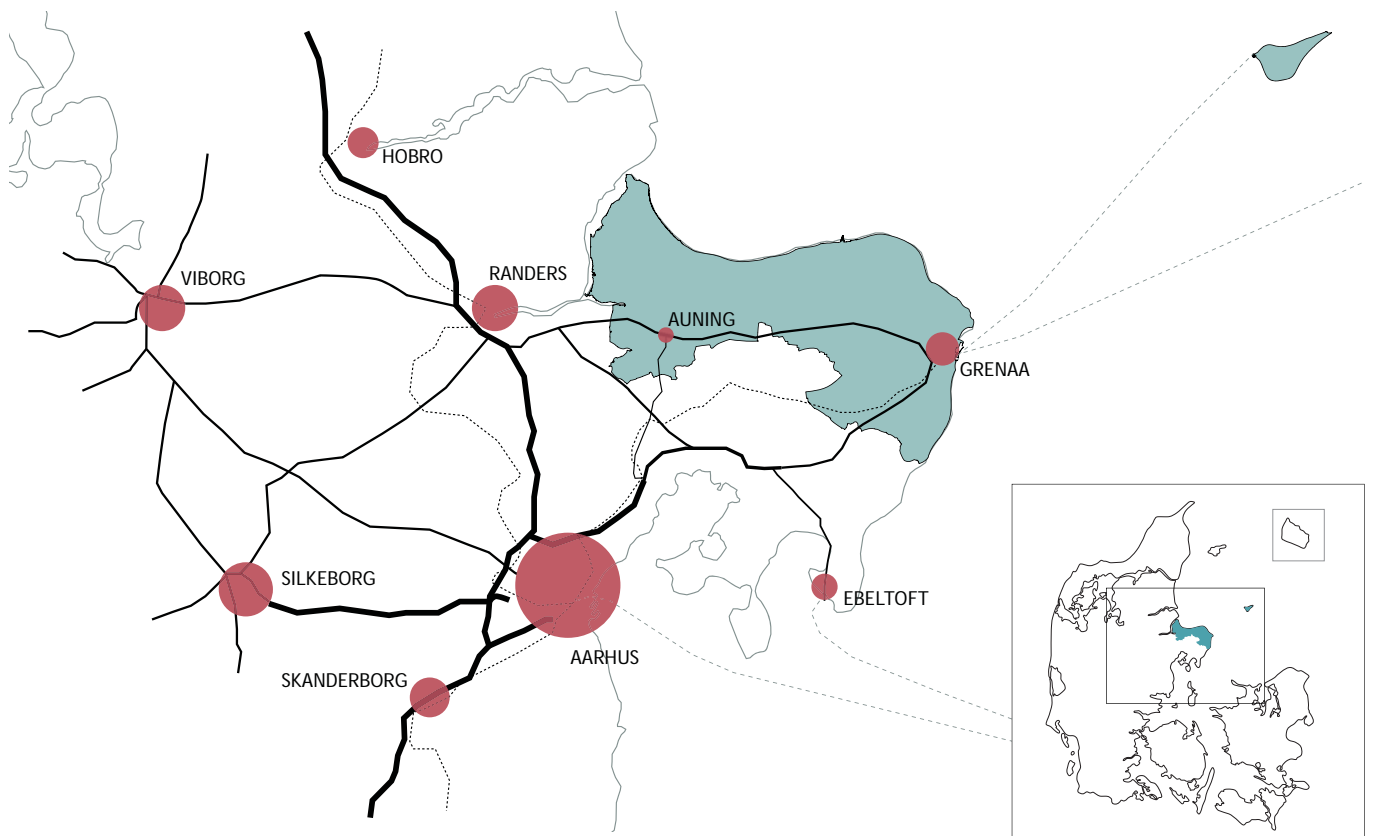 HOBRO
VIBORG
RANDERS
AUNING
GRENAA
SILKEBORG
EBELTOFT
AARHUS
SKANDERBORG